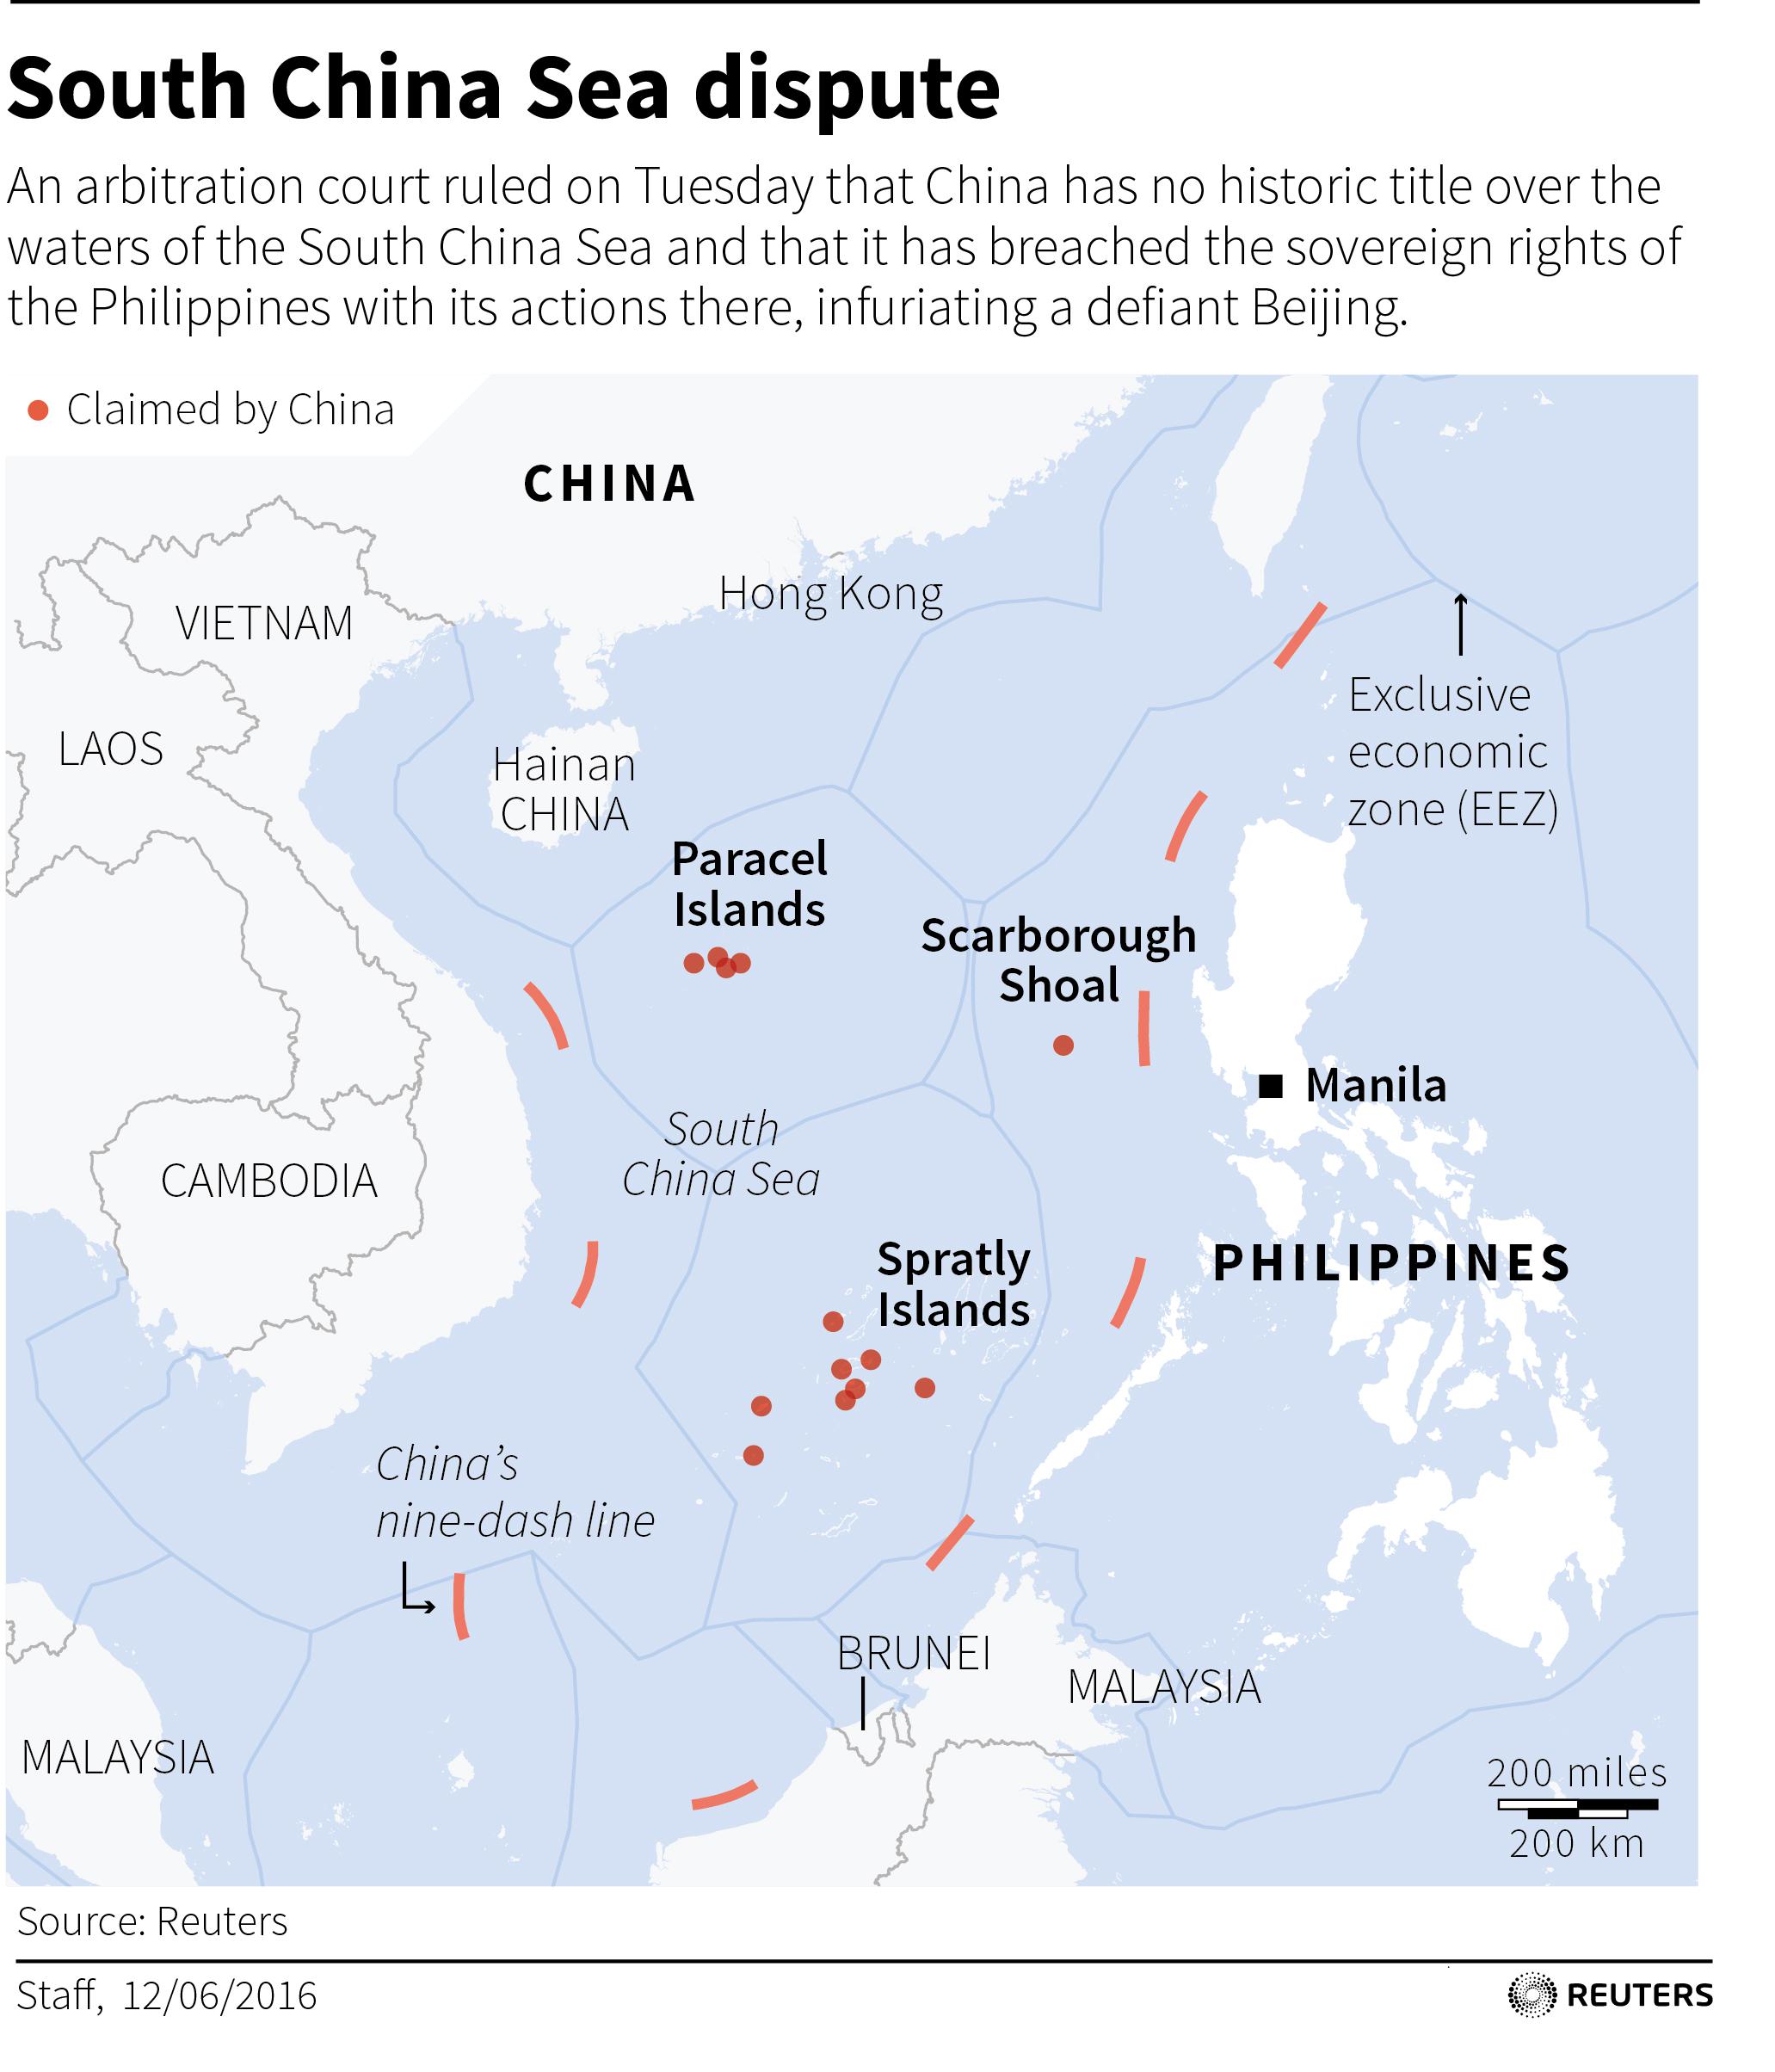 South China Sea dispute
An arbitration court ruled on Tuesday that China has no historic title over the
waters of the South China Sea and that it has breached the sovereign rights of
the Philippines with its actions there, infuriating a defiant Beijing.
Claimed by China
CHINA
Hong Kong
VIETNAM
LAOS
Hainan
CHINA
Exclusive
economic
zone (EEZ)
Paracel
Islands
Scarborough
Shoal
Manila
South
China Sea
CAMBODIA
Spratly
Islands
PHILIPPINES
China’s
nine-dash line
BRUNEI
MALAYSIA
MALAYSIA
200 miles
200 km
Source: Reuters
Staff, 12/06/2016
REUTERS